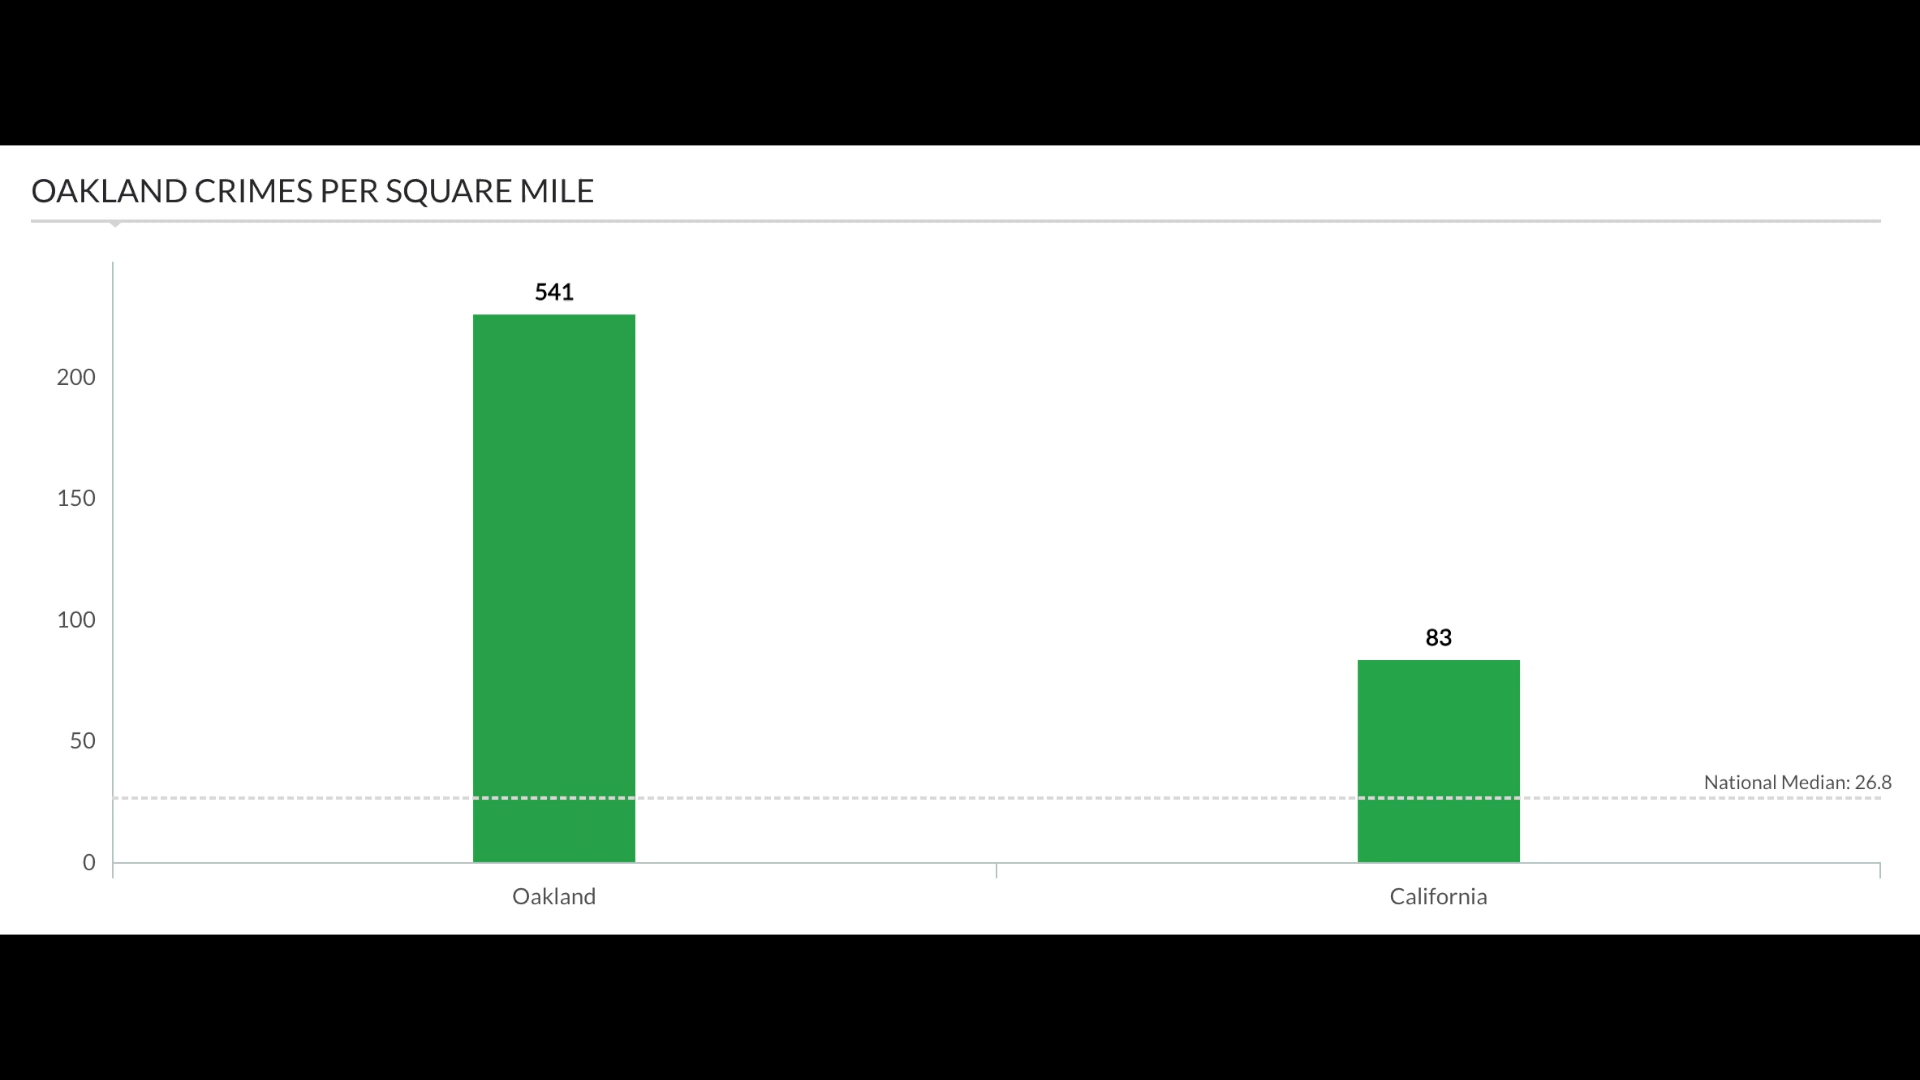 OAKLAND CRIMES PER SQUARE MILE
541
200
150
100
83
50
National Median: 26.8
0
Oakland
California